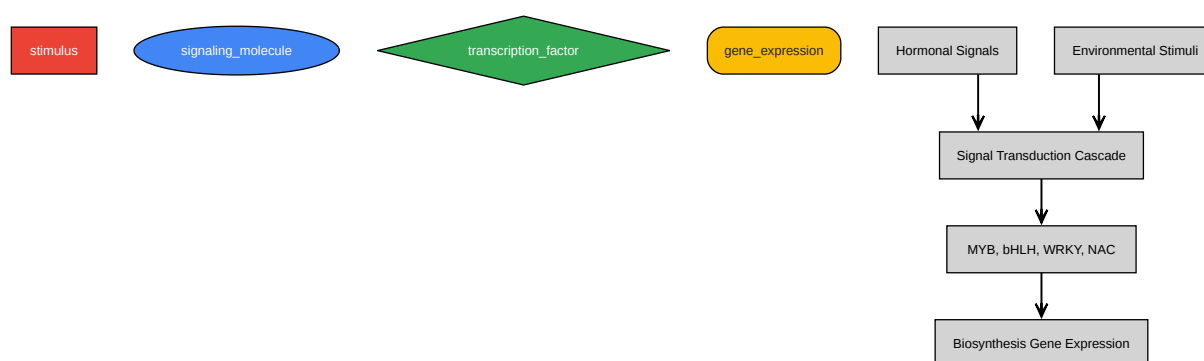 stimulus
signaling_molecule
transcription_factor
gene_expression
Hormonal Signals
Environmental Stimuli
Signal Transduction Cascade
MYB, bHLH, WRKY, NAC
Biosynthesis Gene Expression